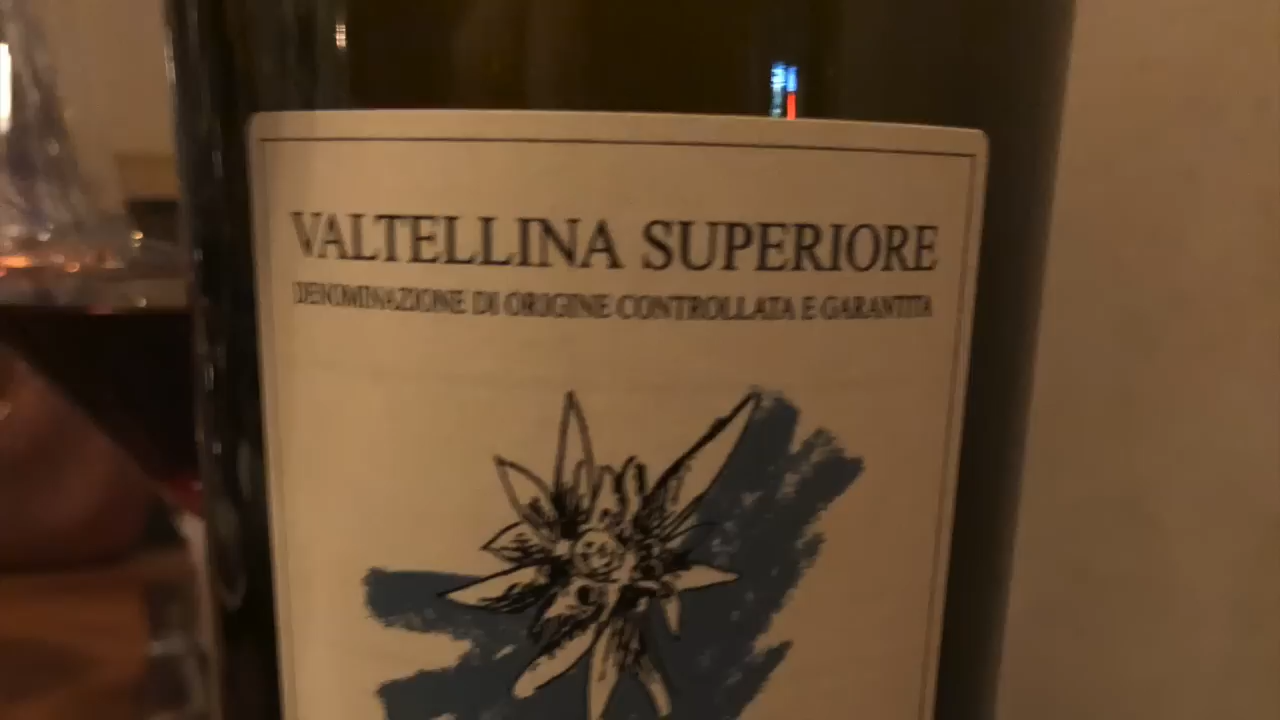 VALTELLINA SUPERIORE
DENOMINAZIONE DI ORIGINE CONTROLLATA E GARANTITA